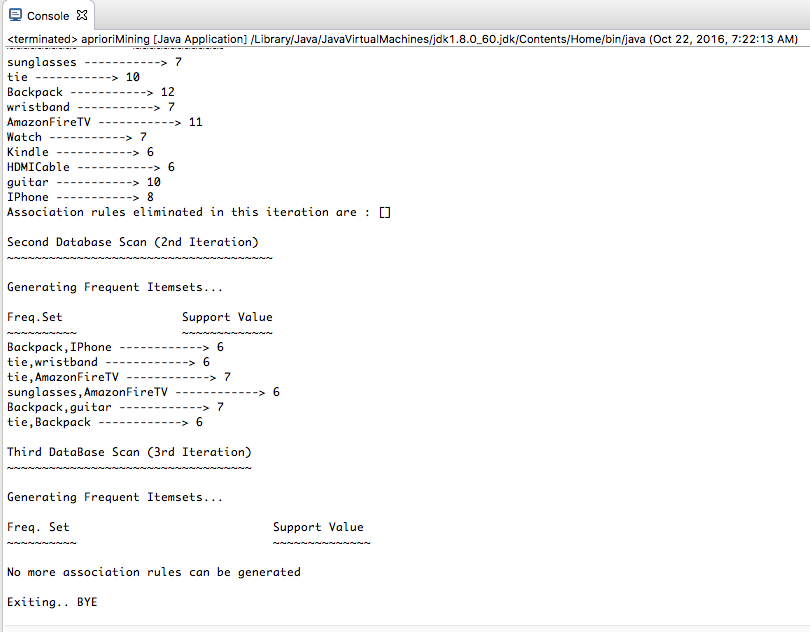 Console
<terminated> aprioriMining [Java Application] /Library/Java/JavaVirtualMachines/jdk1.8.0_60.jdk/Contents/Home/bin/java (Oct 22, 2016, 7:22:13 AM)
sunglasses -----------> 7
tie -----------> 10
Backpack -----------> 12
wristband -----------> 7
AmazonFireTV -----------> 11
Watch -----------> 7
Kindle -----------> 6
HDMICable -----------> 6
guitar -----------> 10
IPhone -----------> 8
Association rules eliminated in this iteration are : []
Second Database Scan (2nd Iteration)
~~~~~~~~~~~~~~~~~~~~~~~~~~~~~~~~~~~~~~
Generating Frequent Itemsets...
Freq.Set                 Support Value
~~~~~~~~~~               ~~~~~~~~~~~~~
Backpack,IPhone ------------> 6
tie,wristband ------------> 6
tie,AmazonFireTV ------------> 7
sunglasses,AmazonFireTV ------------> 6
Backpack,guitar ------------> 7
tie,Backpack ------------> 6
Third DataBase Scan (3rd Iteration)
~~~~~~~~~~~~~~~~~~~~~~~~~~~~~~~~~~~
Generating Frequent Itemsets...
Freq. Set                             Support Value
~~~~~~~~~~                            ~~~~~~~~~~~~~~
No more association rules can be generated
Exiting.. BYE